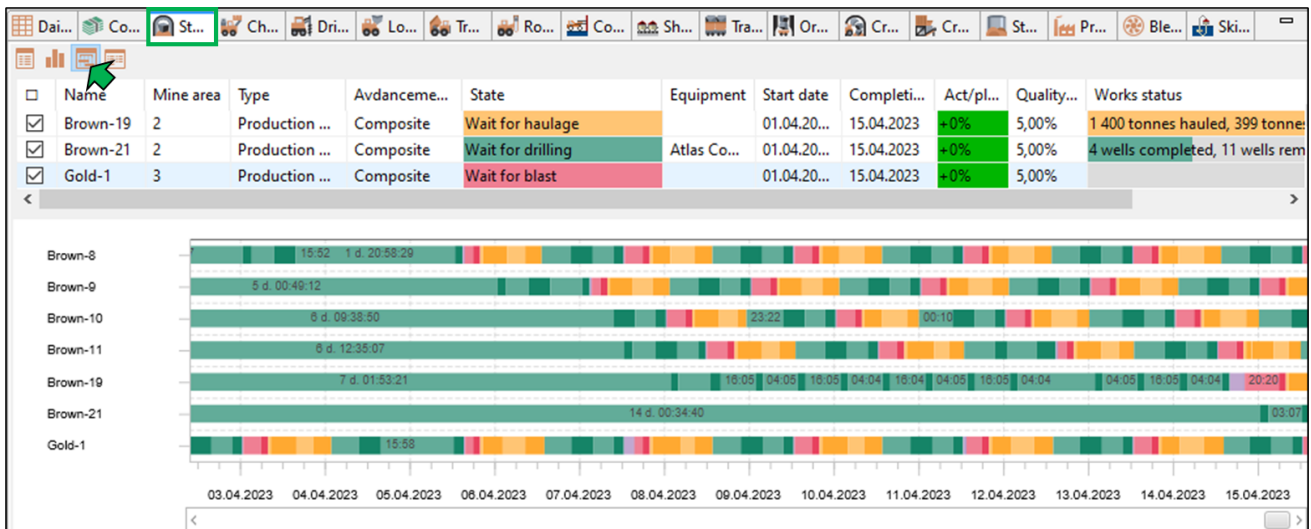 Dai... Co... St... Ch... Dri... Lo... Tr... Ro... Co... Sh... Tra... Or... Cr... Cr... St... Pr... Ble... Ski...
Name Mine area Type Avdanceme... State Equipment Start date Completi... Act/pl... Quality... Works status
Brown-19 2 Production ... Composite Wait for haulage 01.04.20... 15.04.2023 +0% 5,00% 1 400 tonnes hauled, 399 tonne
Brown-21 2 Production ... Composite Wait for drilling Atlas Co... 01.04.20... 15.04.2023 +0% 5,00% 4 wells completed, 11 wells rem
Gold-1 3 Production ... Composite Wait for blast 01.04.20... 15.04.2023 +0% 5,00%
Brown-8 15:52 1 d. 20:58:29
Brown-9 5 d. 00:49:12
Brown-10 6 d. 09:38:50 23:22 00:10
Brown-11 6 d. 12:35:07
Brown-19 7 d. 01:53:21 16:05 04:05 16:05 04:04 16:04 04:05 16:05 04:04 04:05 16:05 04:04 20:20
Brown-21 14 d. 00:34:40 03:07
Gold-1 15:58
03.04.2023 04.04.2023 05.04.2023 06.04.2023 07.04.2023 08.04.2023 09.04.2023 10.04.2023 11.04.2023 12.04.2023 13.04.2023 14.04.2023 15.04.2023